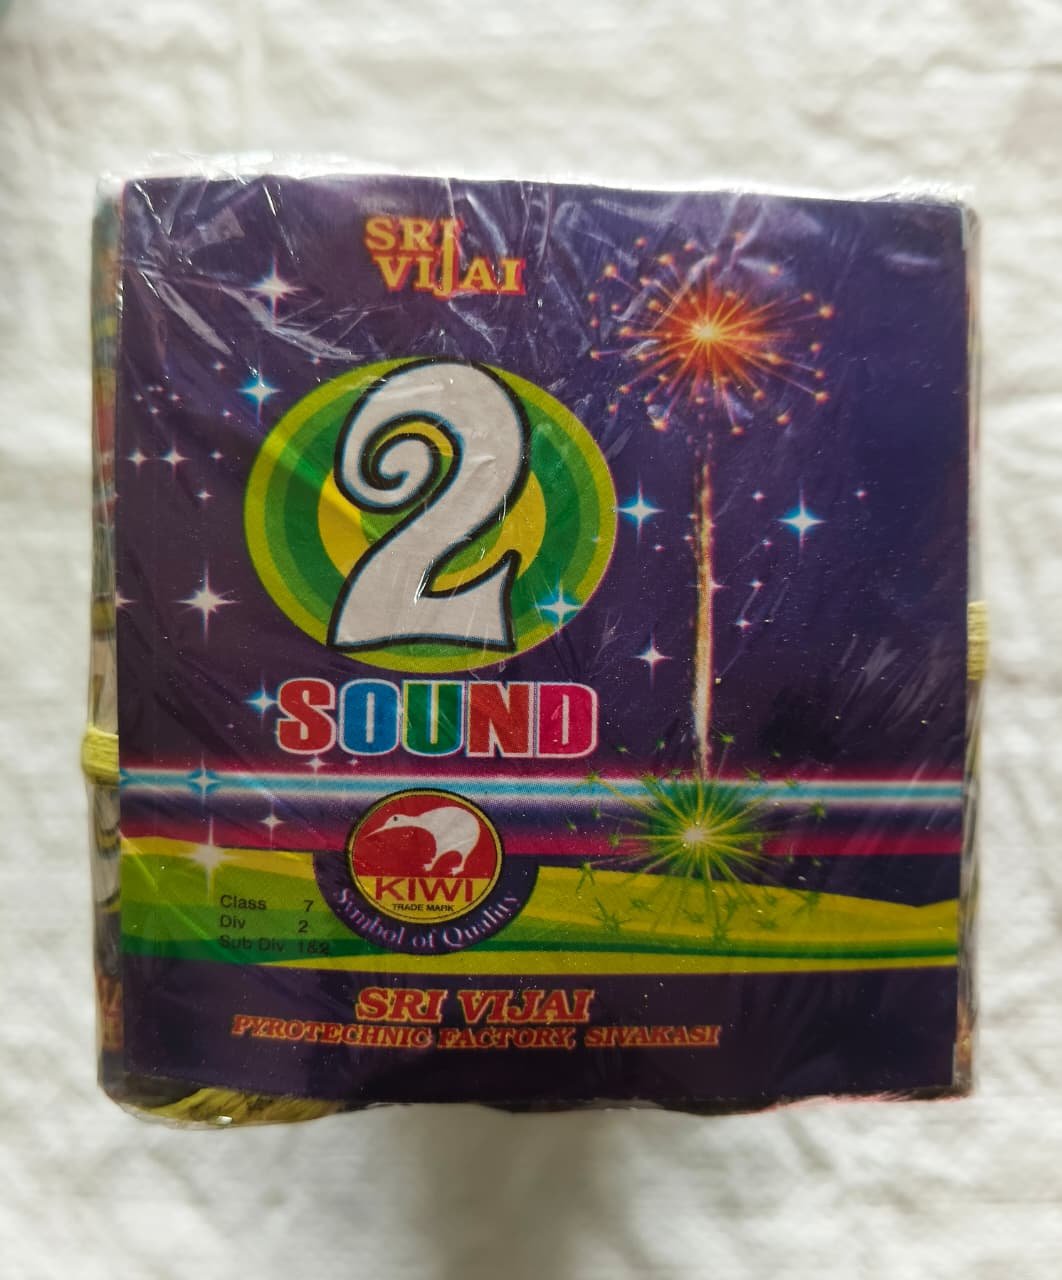 SRI
VIJAI
2
SOUND
KIWI
TRADE MARK
Symbol of Quality
Class 7
Div 2
Sub Div 1&2
SRI VIJAI
PYROTECHNIC FACTORY, SIVAKASI